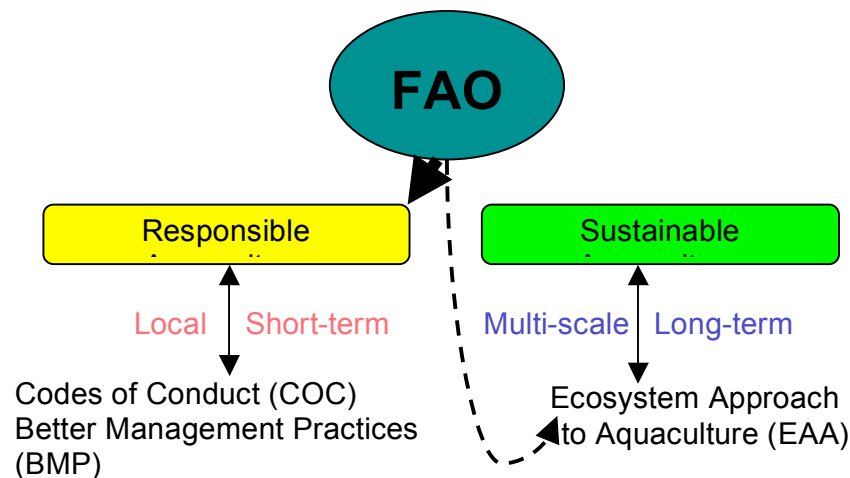 FAO
Responsible
Sustainable
Local Short-term
Multi-scale Long-term
Codes of Conduct (COC)
Better Management Practices
(BMP)
Ecosystem Approach
to Aquaculture (EAA)